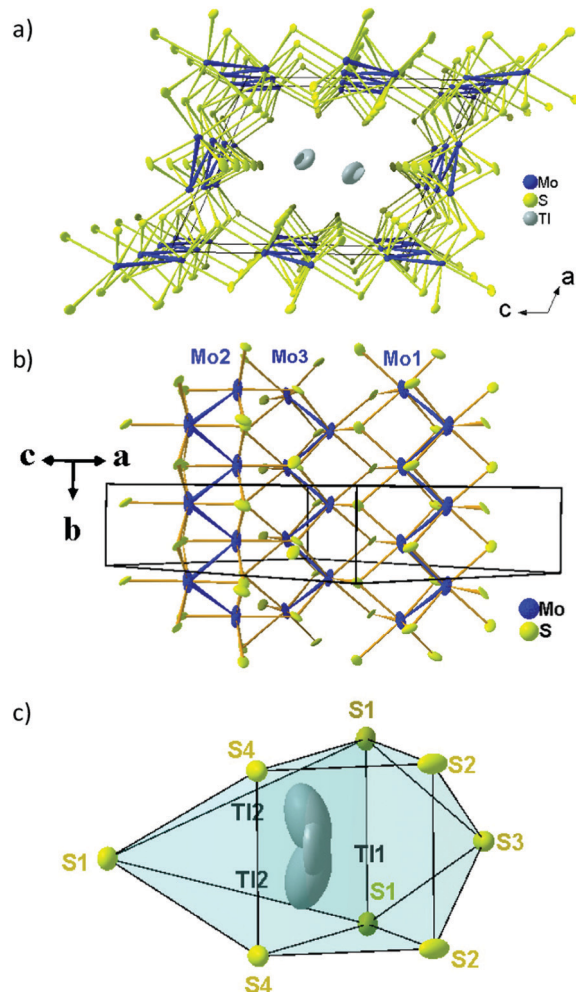 a)
Mo
S
Tl
a
c
b)
Mo2 Mo3 Mo1
c a
b
Mo
S
c)
S1
S4 S2
Tl2
S1 Tl1 S3
Tl2 S1
S4 S2